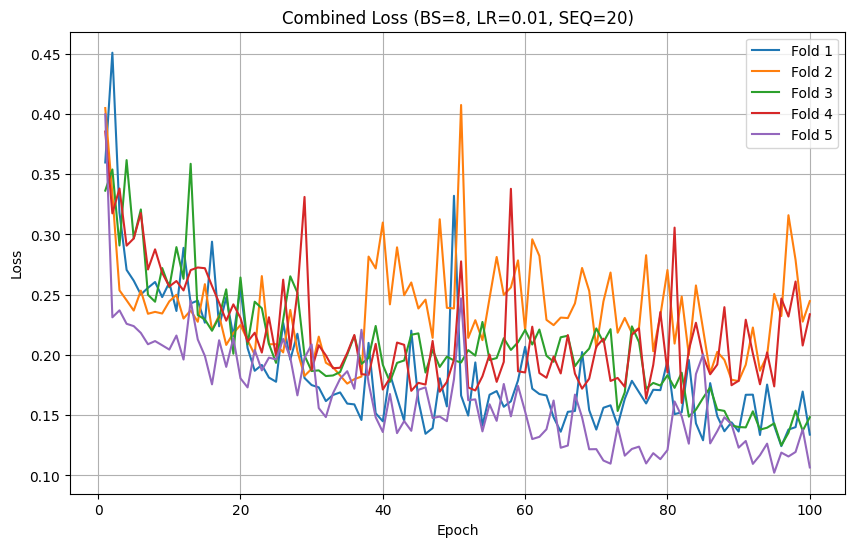 Combined Loss (BS=8, LR=0.01, SEQ=20)
Loss
0.45
0.40
0.35
0.30
0.25
0.20
0.15
0.10
Fold 1
Fold 2
Fold 3
Fold 4
Fold 5
0 20 40 60 80 100
Epoch